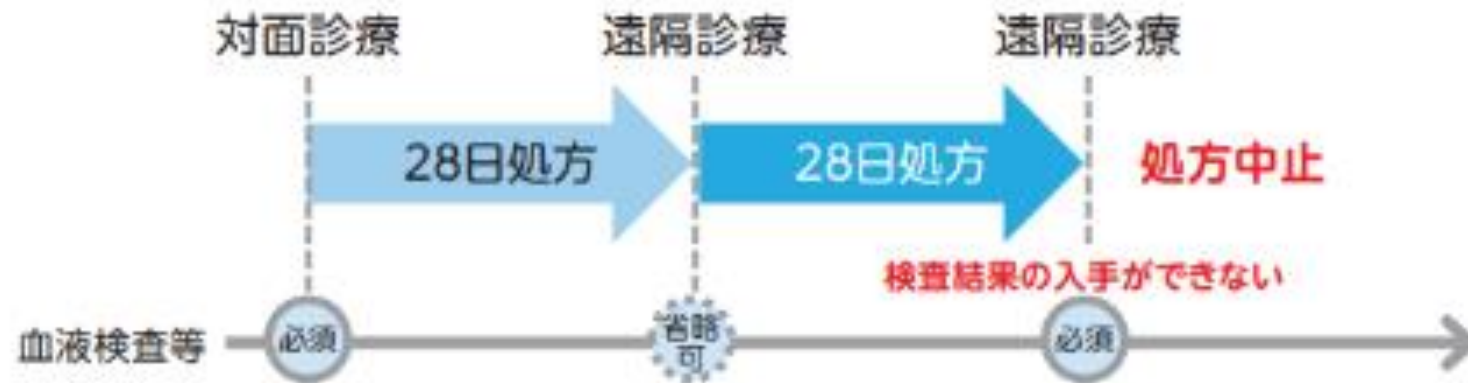 対面診療
遠隔診療
遠隔診療
28日処方
28日処方
処方中止
検査結果の入手ができない
血液検査等
必須
省略
可
必須